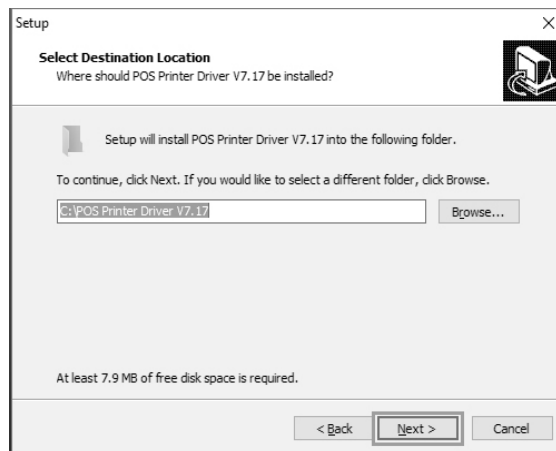 Setup
Select Destination Location
Where should POS Printer Driver V7.17 be installed?
Setup will install POS Printer Driver V7.17 into the following folder.
To continue, click Next. If you would like to select a different folder, click Browse.
C:\POS Printer Driver V7.17
Browse...
At least 7.9 MB of free disk space is required.
< Back
Next >
Cancel